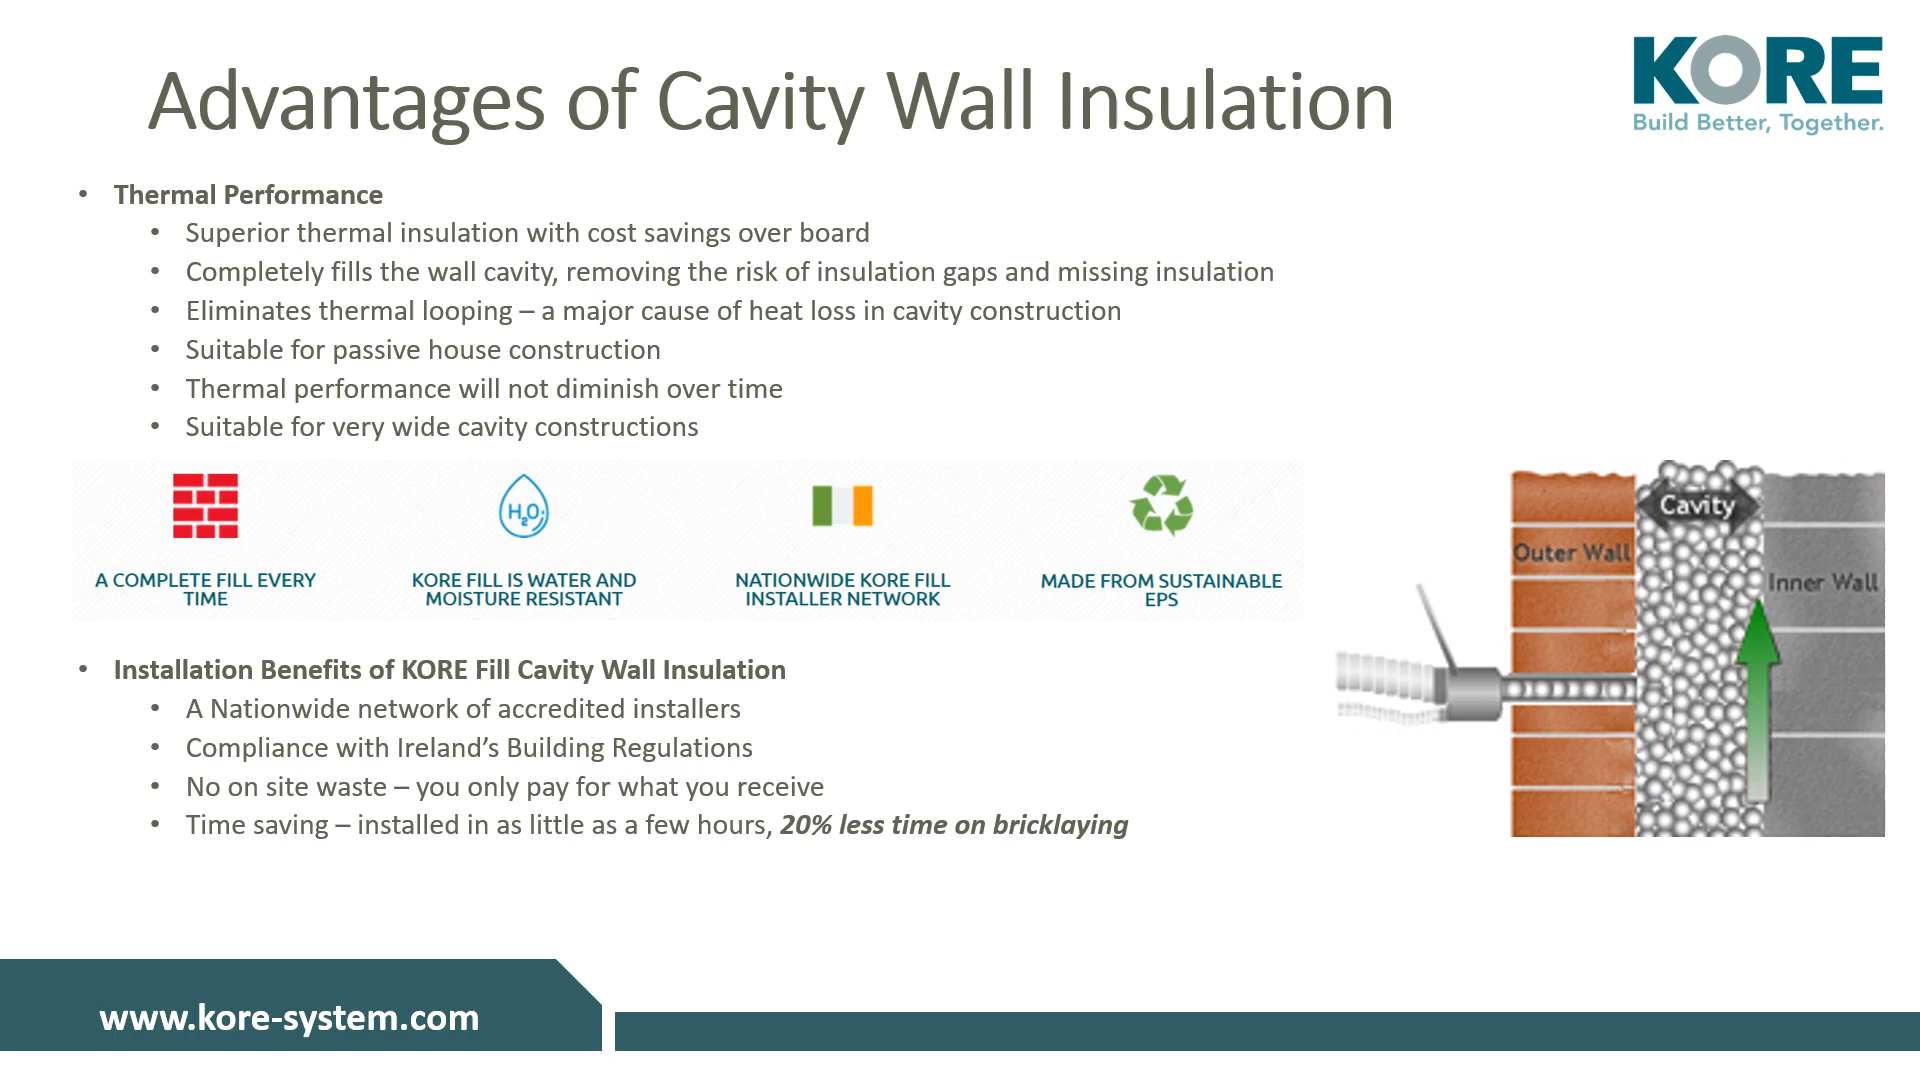 Advantages of Cavity Wall Insulation
KORE
Build Better, Together.
• Thermal Performance
• Superior thermal insulation with cost savings over board
• Completely fills the wall cavity, removing the risk of insulation gaps and missing insulation
• Eliminates thermal looping – a major cause of heat loss in cavity construction
• Suitable for passive house construction
• Thermal performance will not diminish over time
• Suitable for very wide cavity constructions
H₂O
A COMPLETE FILL EVERY
TIME
KORE FILL IS WATER AND
MOISTURE RESISTANT
NATIONWIDE KORE FILL
INSTALLER NETWORK
MADE FROM SUSTAINABLE
EPS
Cavity
Outer Wall
Inner Wall
• Installation Benefits of KORE Fill Cavity Wall Insulation
• A Nationwide network of accredited installers
• Compliance with Ireland’s Building Regulations
• No on site waste – you only pay for what you receive
• Time saving – installed in as little as a few hours, 20% less time on bricklaying
www.kore-system.com